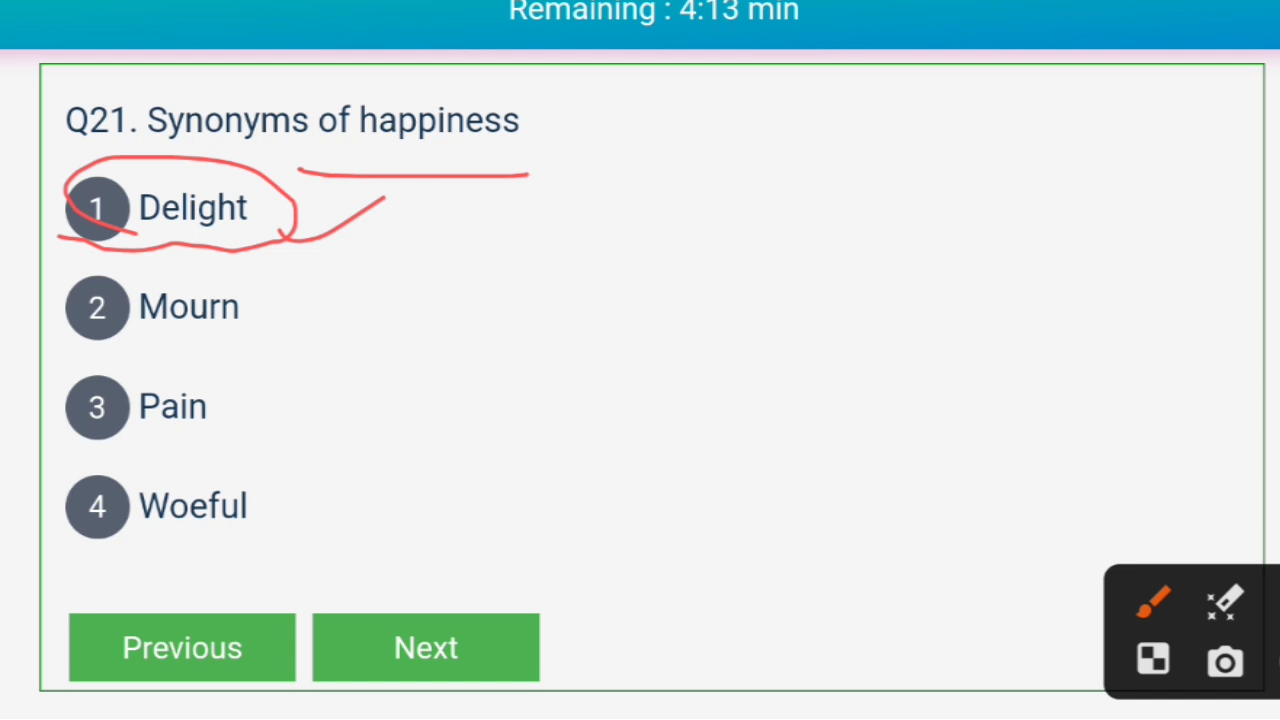 Remaining : 4:13 min
Q21. Synonyms of happiness
1 Delight
2 Mourn
3 Pain
4 Woeful
Previous Next